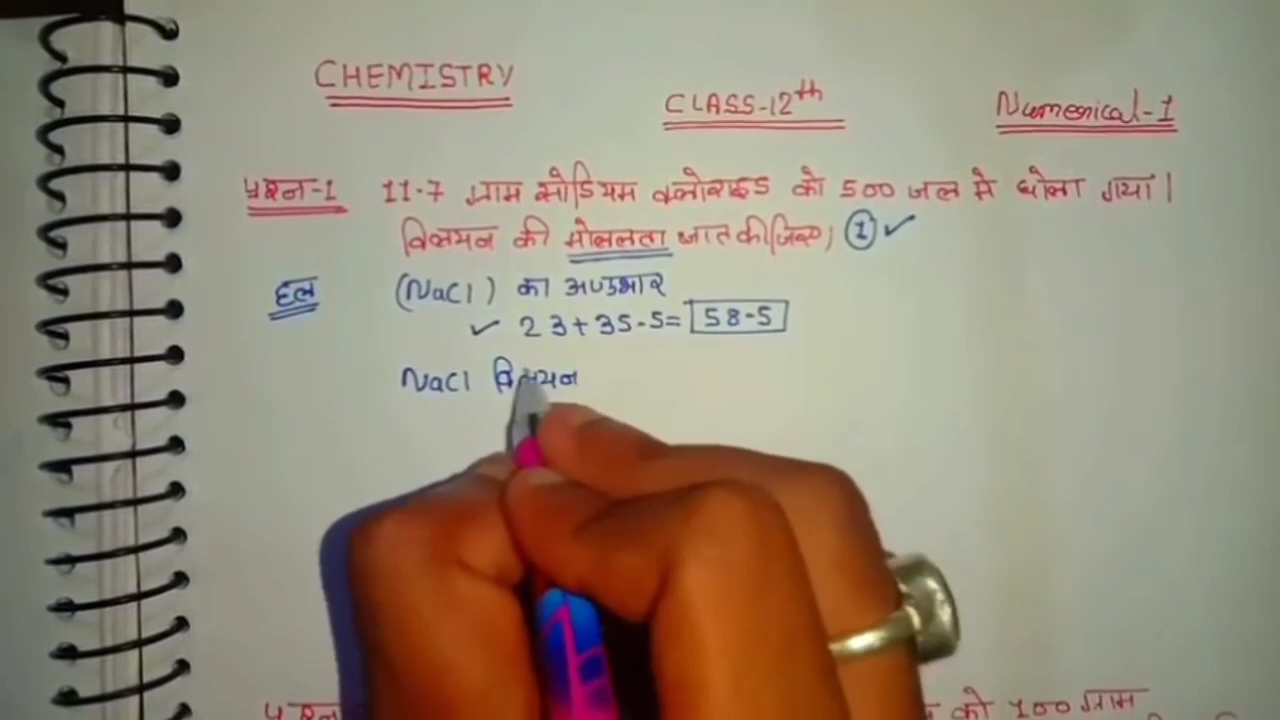 CHEMISTRY
CLASS-12th
Numerical-1
प्रश्न-1 11.7 ग्राम सोडियम क्लोराइड को 500 जल मे घोला गया।
विलयन की मोललता ज्ञात कीजिए, 1 ✓
हल (NaCl) का अणुभार
✓ 23+35.5= 58.5
NaCl विलयन
को 100 ग्राम